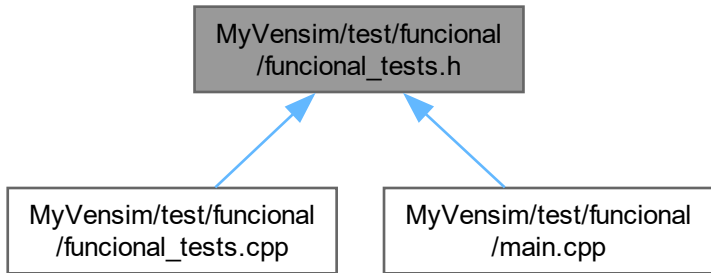 MyVensim/test/funcional
/funcional_tests.h
MyVensim/test/funcional
/funcional_tests.cpp
MyVensim/test/funcional
/main.cpp